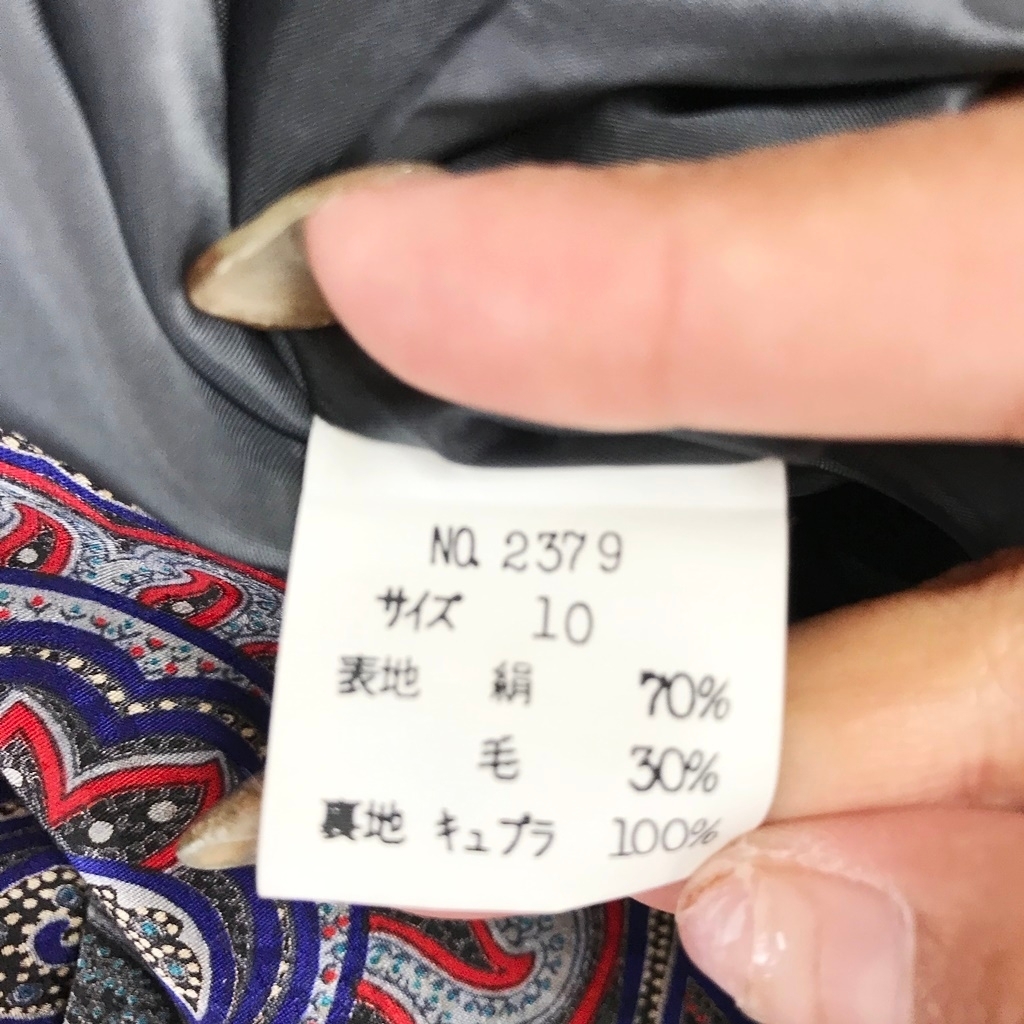 NO. 2379
サイズ 10
表地 絹 70%
毛 30%
裏地 キュプラ 100%